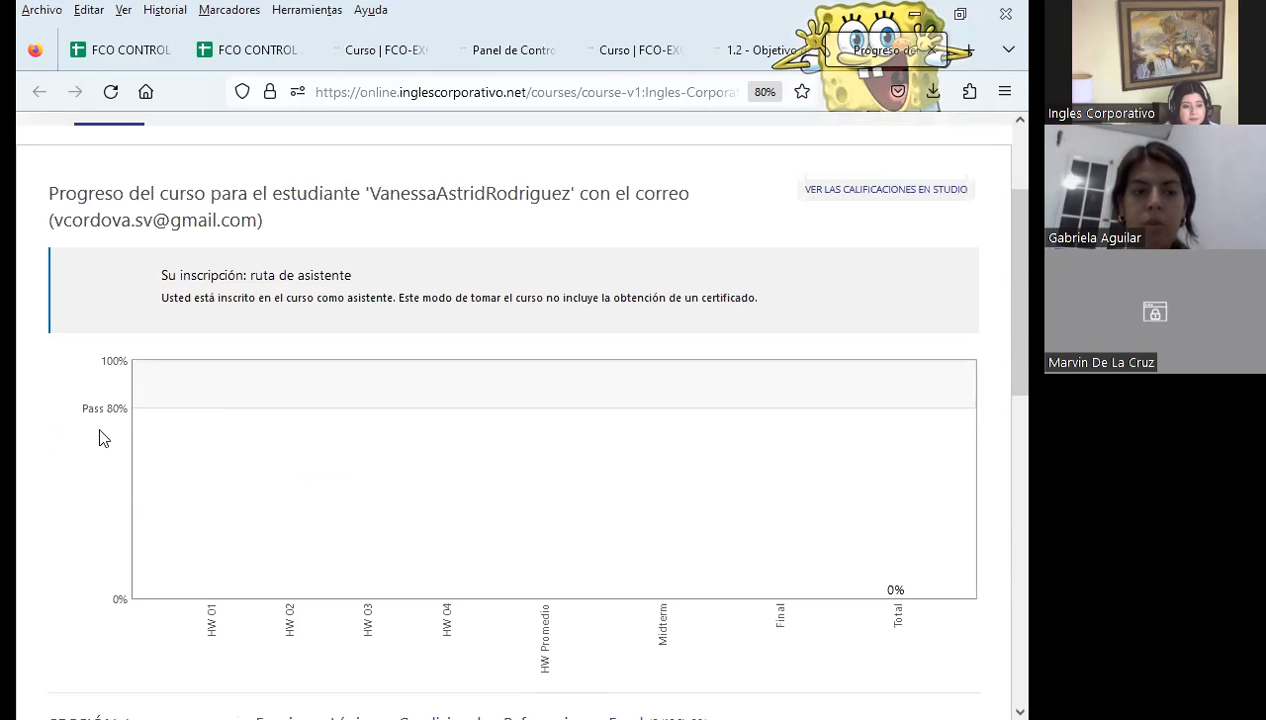 Archivo Editar Ver Historial Marcadores Herramientas Ayuda
FCO CONTROL FCO CONTROL Curso | FCO-EX Panel de Contro Curso | FCO-EX 1.2 - Objetivo Progreso de
https://online.inglescorporativo.net/courses/course-v1:Ingles-Corpora 80%
Progreso del curso para el estudiante 'VanessaAstridRodriguez' con el correo
(vcordova.sv@gmail.com)
VER LAS CALIFICACIONES EN STUDIO
Su inscripción: ruta de asistente
Usted está inscrito en el curso como asistente. Este modo de tomar el curso no incluye la obtención de un certificado.
100%
Pass 80%
0%
0%
HW 01
HW 02
HW 03
HW 04
HW Promedio
Midterm
Final
Total
Ingles Corporativo
Gabriela Aguilar
Marvin De La Cruz